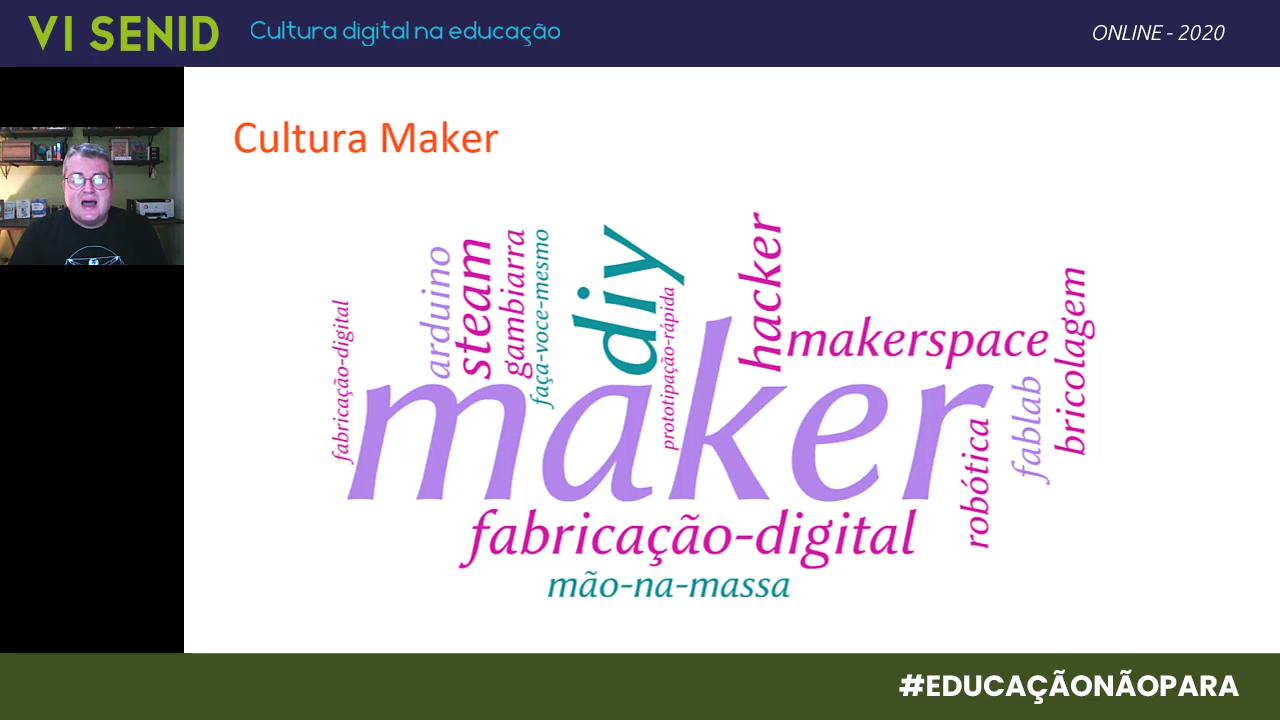 VI SENID
Cultura digital na educação
ONLINE - 2020
Cultura Maker
fabricação-digital
arduino
steam
gambiarra
faça-voce-mesmo
diy
prototipação-rápida
hacker
makerspace
bricolagem
fablab
robótica
maker
fabricação-digital
mão-na-massa
#EDUCAÇÃONÃOPARA